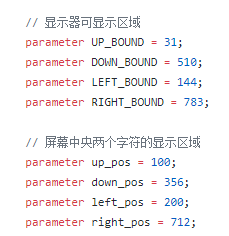 // 显示器可显示区域
parameter UP_BOUND = 31;
parameter DOWN_BOUND = 510;
parameter LEFT_BOUND = 144;
parameter RIGHT_BOUND = 783;
// 屏幕中央两个字符的显示区域
parameter up_pos = 100;
parameter down_pos = 356;
parameter left_pos = 200;
parameter right_pos = 712;